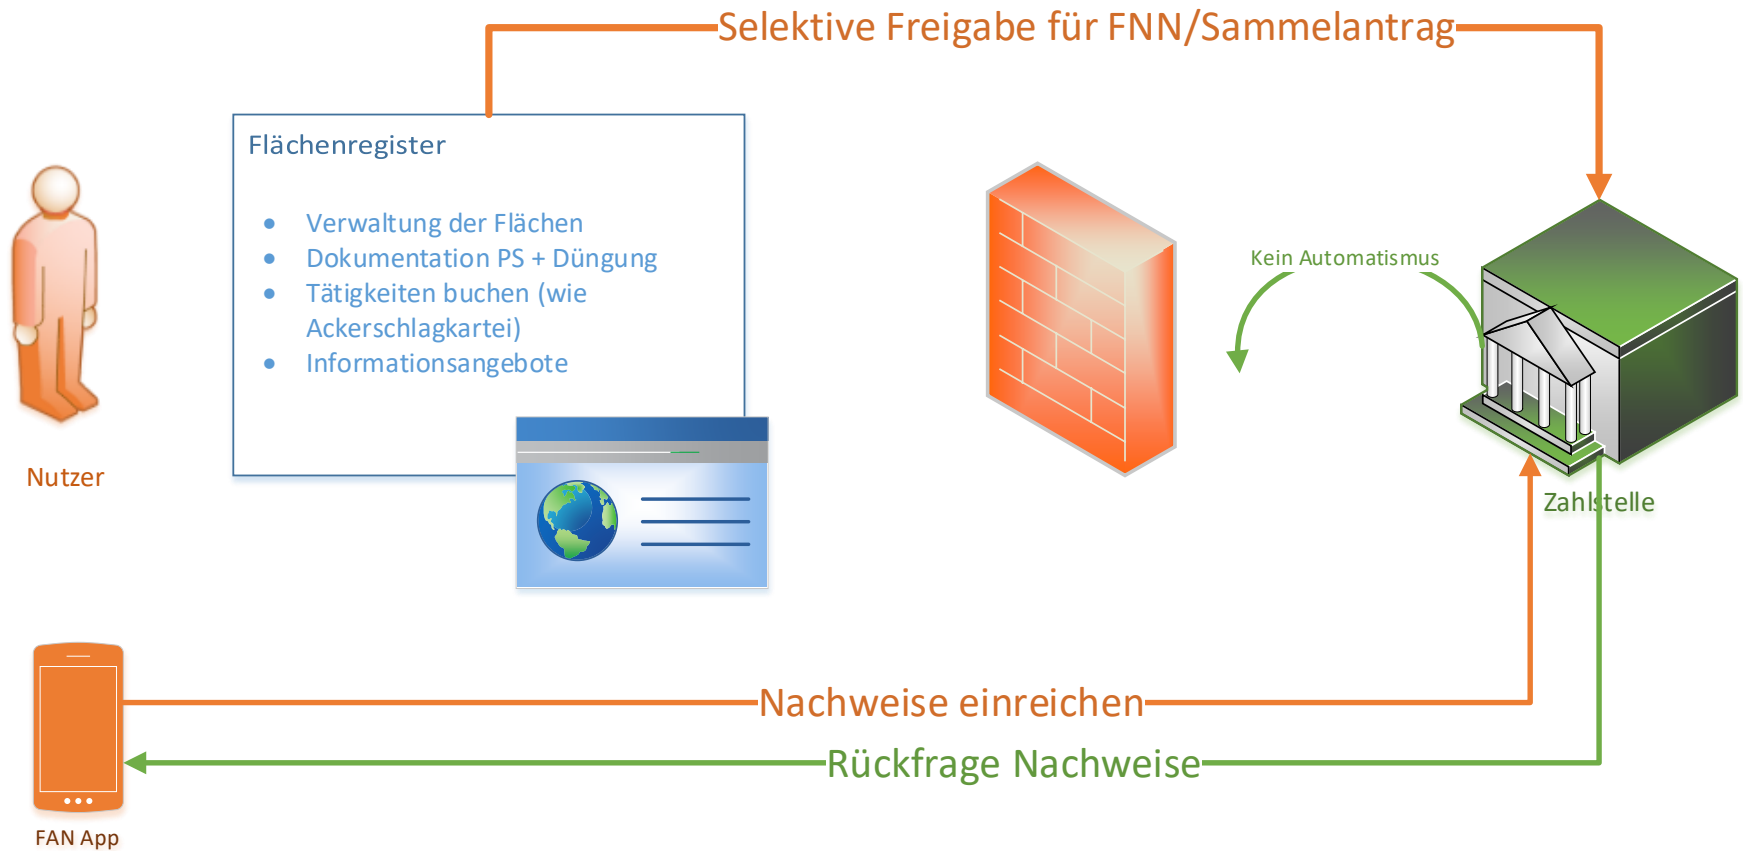 Selektive Freigabe für FNN/Sammelantrag
Flächenregister
• Verwaltung der Flächen
• Dokumentation PS + Düngung
• Tätigkeiten buchen (wie
Ackerschlagkartei)
• Informationsangebote
Kein Automatismus
Nutzer
Zahlstelle
Nachweise einreichen
Rückfrage Nachweise
FAN App